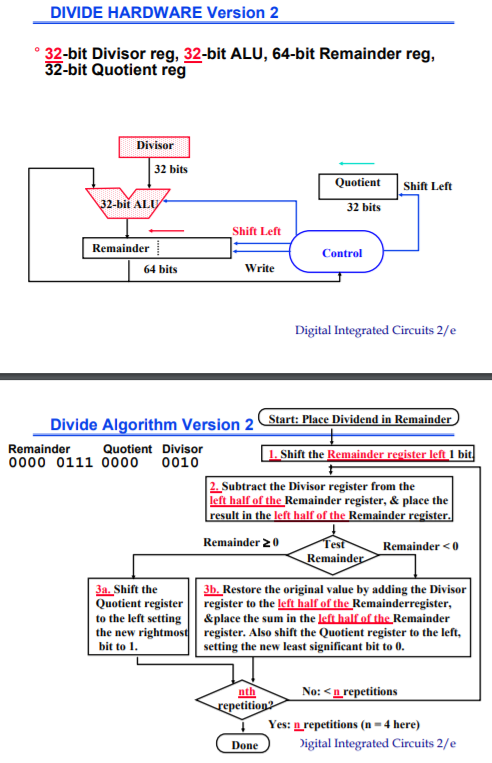 DIVIDE HARDWARE Version 2
° 32-bit Divisor reg, 32-bit ALU, 64-bit Remainder reg,
32-bit Quotient reg
Divisor
32 bits
32-bit ALU
Quotient
Shift Left
32 bits
Shift Left
Remainder
Control
64 bits
Write
Digital Integrated Circuits 2/e
Divide Algorithm Version 2
Start: Place Dividend in Remainder
Remainder Quotient Divisor
0000 0111 0000 0010
1. Shift the Remainder register left 1 bit.
2. Subtract the Divisor register from the
left half of the Remainder register, & place the
result in the left half of the Remainder register.
Remainder ≥ 0
Test
Remainder
Remainder < 0
3a. Shift the
Quotient register
to the left setting
the new rightmost
bit to 1.
3b. Restore the original value by adding the Divisor
register to the left half of the Remainderregister,
&place the sum in the left half of the Remainder
register. Also shift the Quotient register to the left,
setting the new least significant bit to 0.
nth
repetition?
No: < n repetitions
Yes: n repetitions (n = 4 here)
Done
Digital Integrated Circuits 2/e